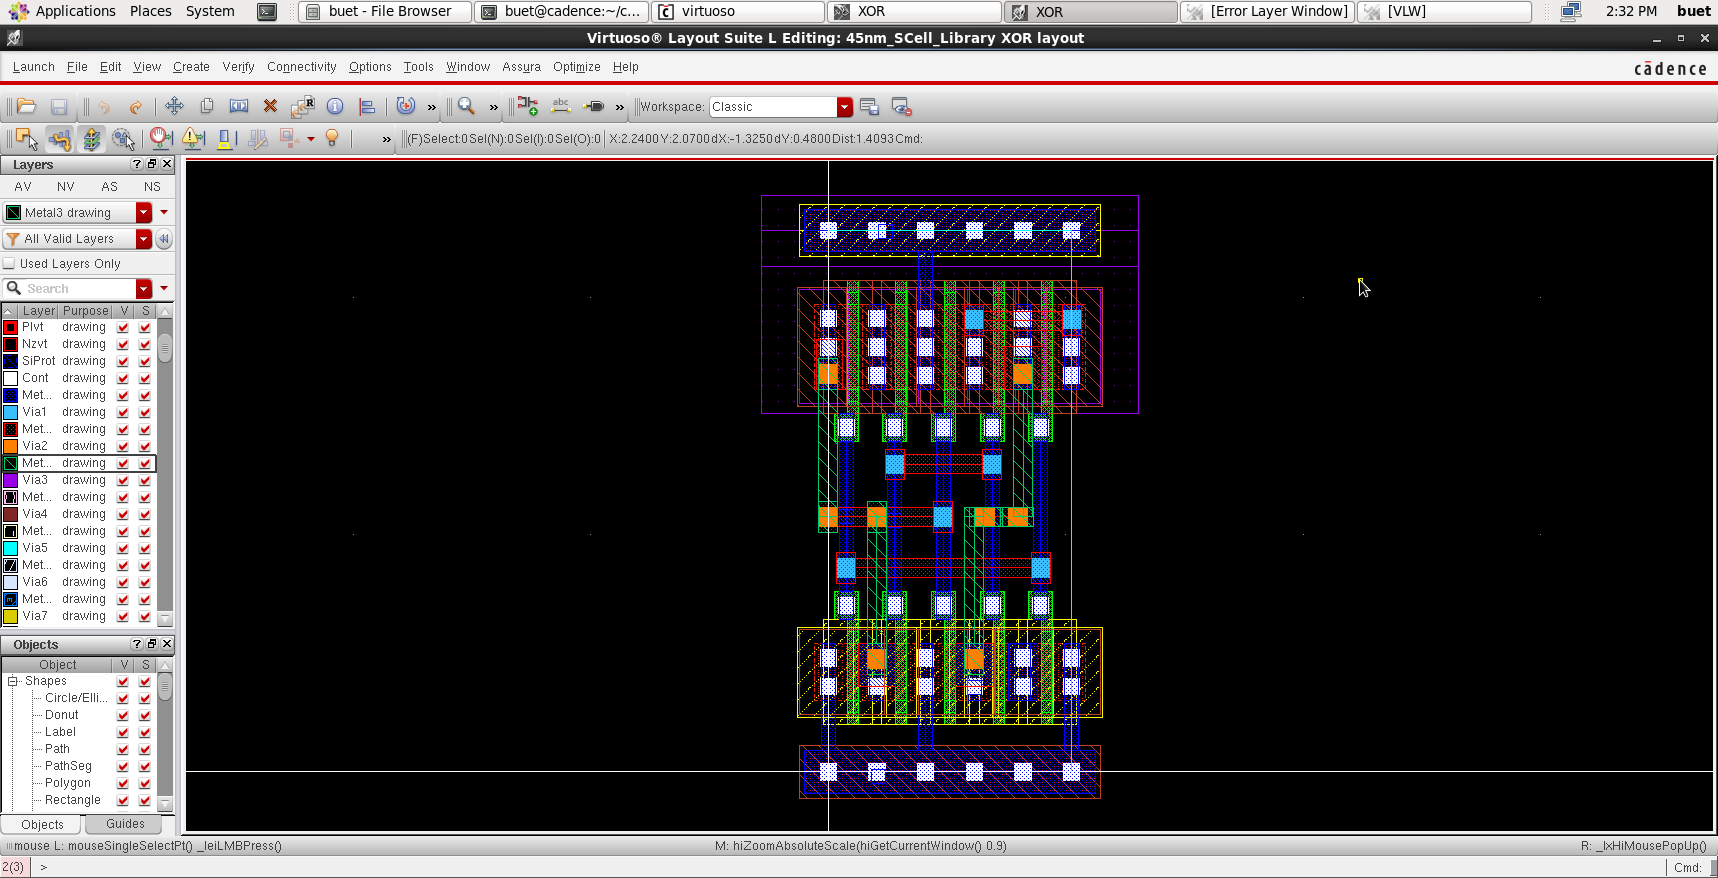 Applications Places System buet - File Browser buet@cadence:~/c... virtuoso XOR XOR [Error Layer Window] [VLW] 2:32 PM buet
Virtuoso® Layout Suite L Editing: 45nm_SCell_Library XOR layout
Launch File Edit View Create Verify Connectivity Options Tools Window Assura Optimize Help cādence
Workspace: Classic
(F)Select:0 Sel(N):0 Sel(I):0 Sel(O):0 X:2.2400 Y:2.0700 dX:-1.3250 dY:0.4800 Dist:1.4093 Cmd:
Layers
AV NV AS NS
Metal3 drawing
All Valid Layers
Used Layers Only
Search
Layer Purpose V S
Plvt drawing
Nzvt drawing
SiProt drawing
Cont drawing
Met... drawing
Via1 drawing
Met... drawing
Via2 drawing
Met... drawing
Via3 drawing
Met... drawing
Via4 drawing
Met... drawing
Via5 drawing
Met... drawing
Via6 drawing
Met... drawing
Via7 drawing
Objects
Object V S
Shapes
Circle/Elli...
Donut
Label
Path
PathSeg
Polygon
Rectangle
Objects Guides
mouse L: mouseSingleSelectPt() _leiLMBPress() M: hiZoomAbsoluteScale(hiGetCurrentWindow() 0.9) R: _lxHiMousePopUp()
2(3) > Cmd: